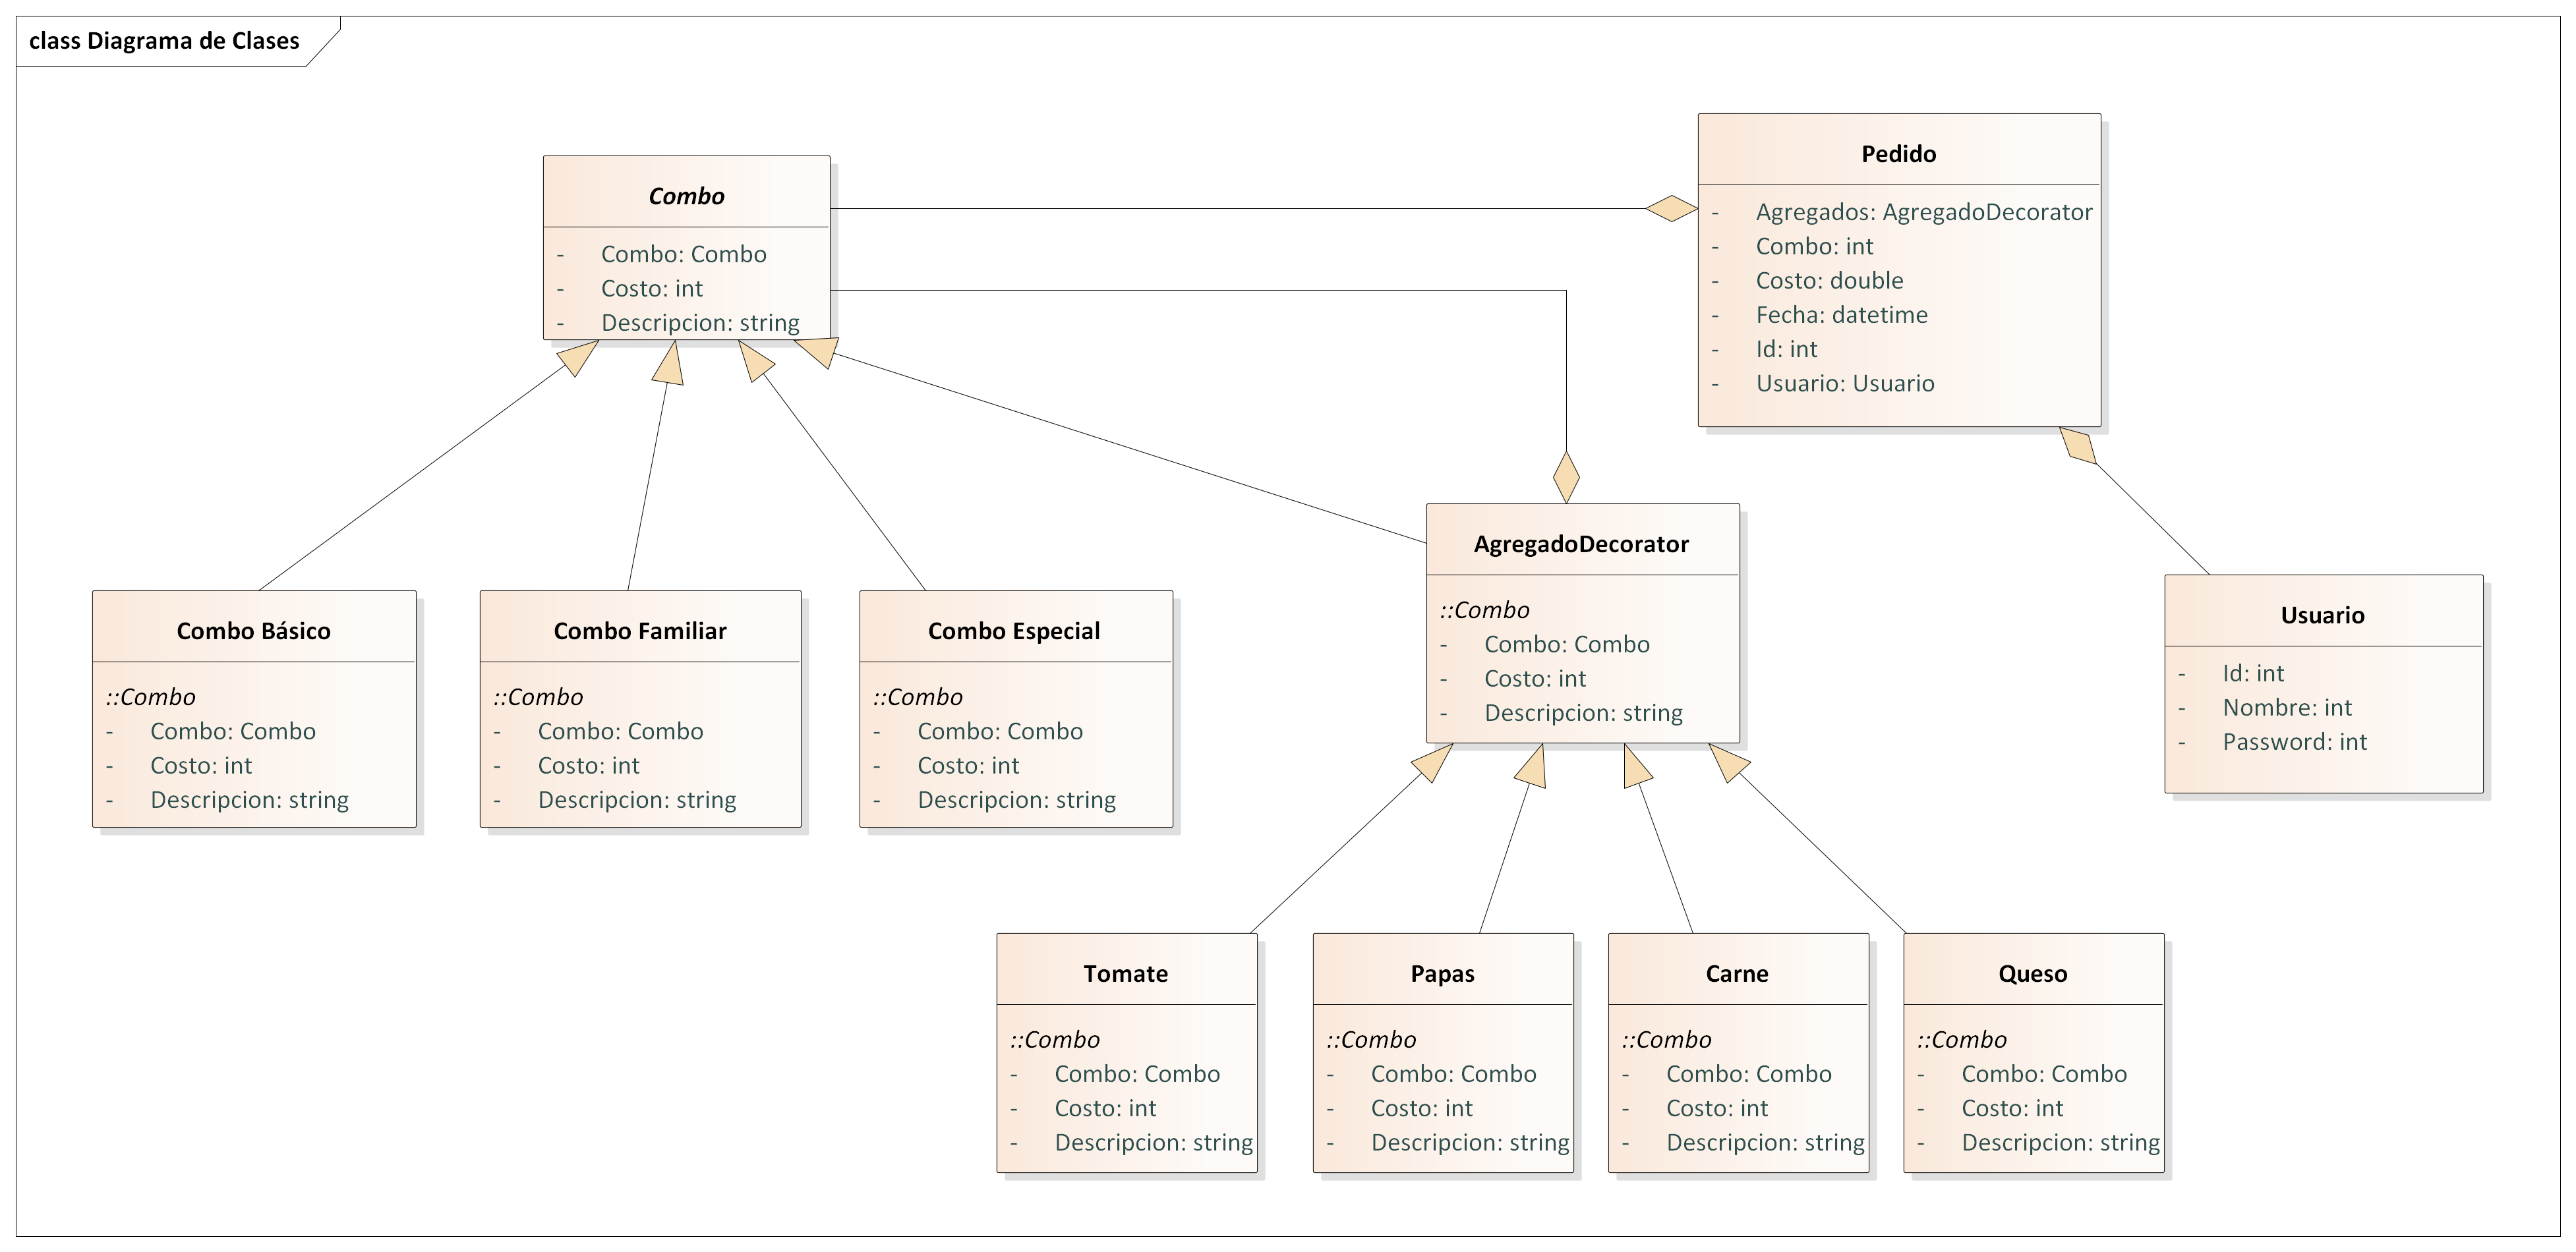 class Diagrama de Clases
Combo
- Combo: Combo
- Costo: int
- Descripcion: string
Pedido
- Agregados: AgregadoDecorator
- Combo: int
- Costo: double
- Fecha: datetime
- Id: int
- Usuario: Usuario
Combo Básico
::Combo
- Combo: Combo
- Costo: int
- Descripcion: string
Combo Familiar
::Combo
- Combo: Combo
- Costo: int
- Descripcion: string
Combo Especial
::Combo
- Combo: Combo
- Costo: int
- Descripcion: string
AgregadoDecorator
::Combo
- Combo: Combo
- Costo: int
- Descripcion: string
Usuario
- Id: int
- Nombre: int
- Password: int
Tomate
::Combo
- Combo: Combo
- Costo: int
- Descripcion: string
Papas
::Combo
- Combo: Combo
- Costo: int
- Descripcion: string
Carne
::Combo
- Combo: Combo
- Costo: int
- Descripcion: string
Queso
::Combo
- Combo: Combo
- Costo: int
- Descripcion: string